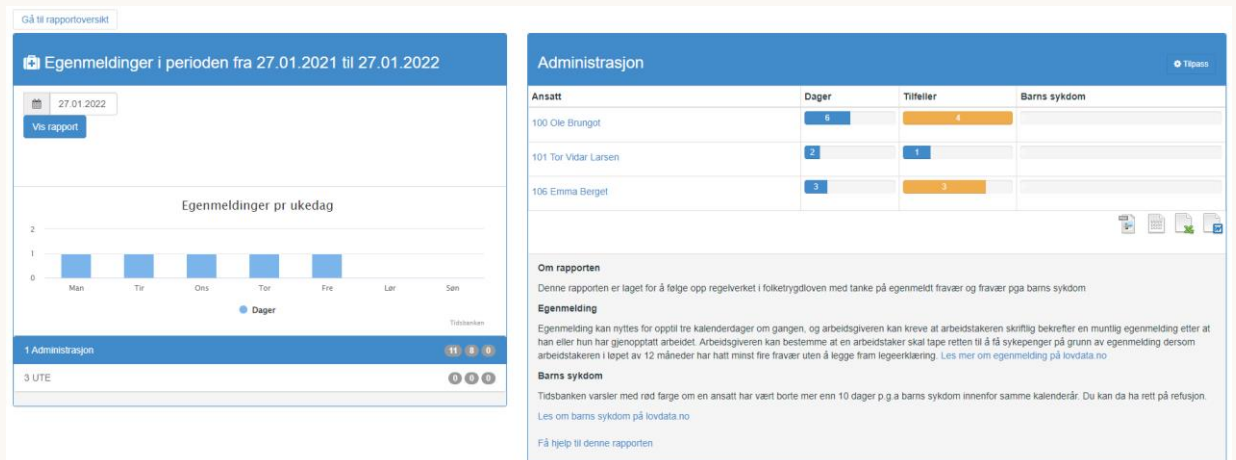 Gå til rapportoversikt
Egenmeldinger i perioden fra 27.01.2021 til 27.01.2022
27.01.2022
Vis rapport
Egenmeldinger pr ukedag
2
1
0
Man Tir Ons Tor Fre Lør Søn
Dager
Tidsbanken
1 Administrasjon 11 8 0
3 UTE 0 0 0
Administrasjon
Tilpass
Ansatt Dager Tilfeller Barns sykdom
100 Ole Brungot 6 4
101 Tor Vidar Larsen 2 1
106 Emma Berget 3 3
Om rapporten
Denne rapporten er laget for å følge opp regelverket i folketrygdloven med tanke på egenmeldt fravær og fravær pga barns sykdom
Egenmelding
Egenmelding kan nyttes for opptil tre kalenderdager om gangen, og arbeidsgiveren kan kreve at arbeidstakeren skriftlig bekrefter en muntlig egenmelding etter at
han eller hun har gjenopptatt arbeidet. Arbeidsgiveren kan bestemme at en arbeidstaker skal tape retten til å få sykepenger på grunn av egenmelding dersom
arbeidstakeren i løpet av 12 måneder har hatt minst fire fravær uten å legge fram legeerklæring. Les mer om egenmelding på lovdata.no
Barns sykdom
Tidsbanken varsler med rød farge om en ansatt har vært borte mer enn 10 dager p.g.a barns sykdom innenfor samme kalenderår. Du kan da ha rett på refusjon.
Les om barns sykdom på lovdata.no
Få hjelp til denne rapporten